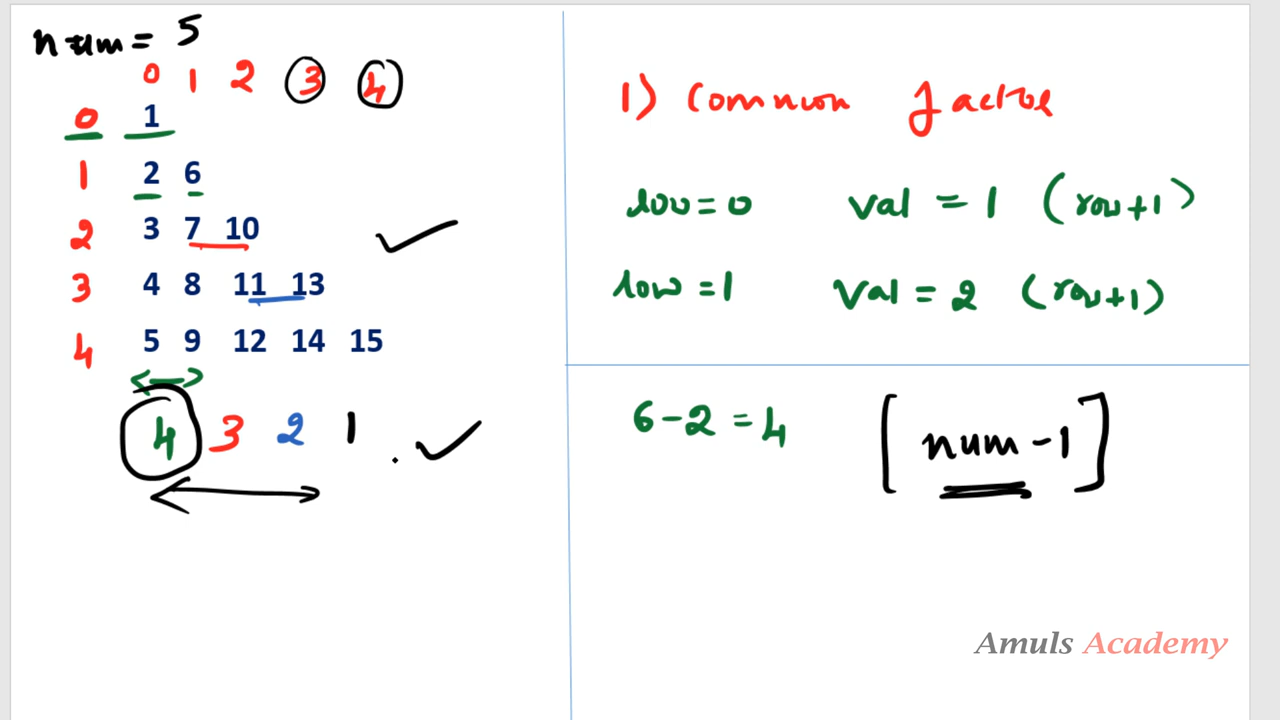 num = 5
0 1 2 3 4
0 1
1 2 6
2 3 7 10
3 4 8 11 13
4 5 9 12 14 15
4 3 2 1
1) Common factor
row = 0 val = 1 (row+1)
row = 1 val = 2 (row+1)
6-2=4 [num-1]
Amuls Academy